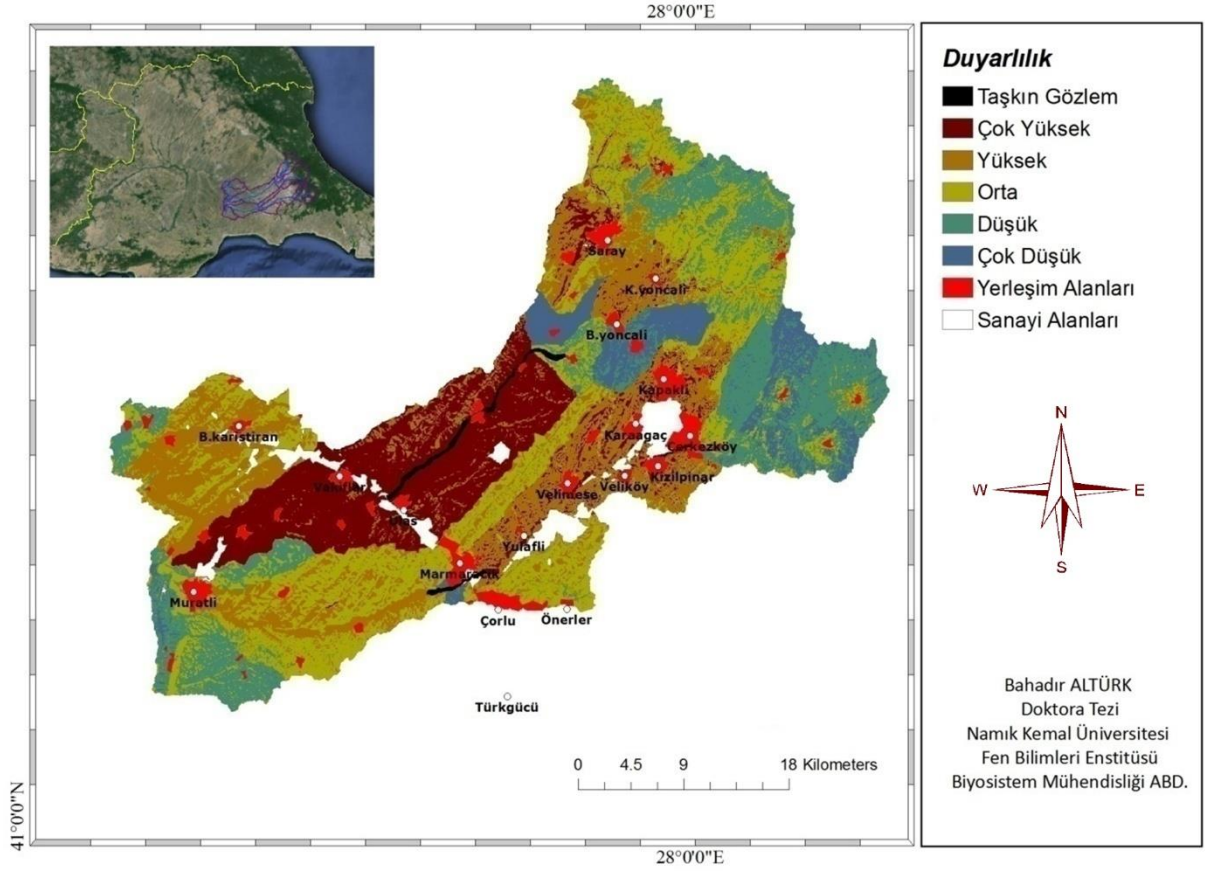 28°0'0"E
Duyarlılık
Taşkın Gözlem
Çok Yüksek
Yüksek
Orta
Düşük
Çok Düşük
Yerleşim Alanları
Sanayi Alanları
Saray
K.yoncali
B.yoncali
Kapakli
B.karistiran
Karaagaç
Cerkezköy
Vakiflar
Velimese
Veliköy
Kizilpinar
Yulafli
Marmaracik
Muratli
Çorlu
Önerler
Türkgücü
N
W
E
S
0
4.5
9
18 Kilometers
Bahadır ALTÜRK
Doktora Tezi
Namık Kemal Üniversitesi
Fen Bilimleri Enstitüsü
Biyosistem Mühendisliği ABD.
41°0'0"N
28°0'0"E